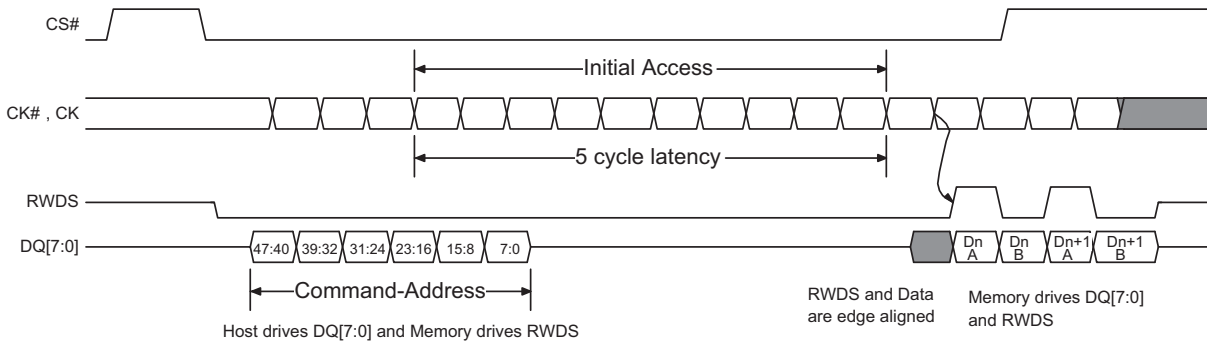 CS#
Initial Access
CK# , CK
5 cycle latency
RWDS
DQ[7:0]
47:40 39:32 31:24 23:16 15:8 7:0
Dn A
Dn B
Dn+1 A
Dn+1 B
Command-Address
Host drives DQ[7:0] and Memory drives RWDS
RWDS and Data
are edge aligned
Memory drives DQ[7:0]
and RWDS